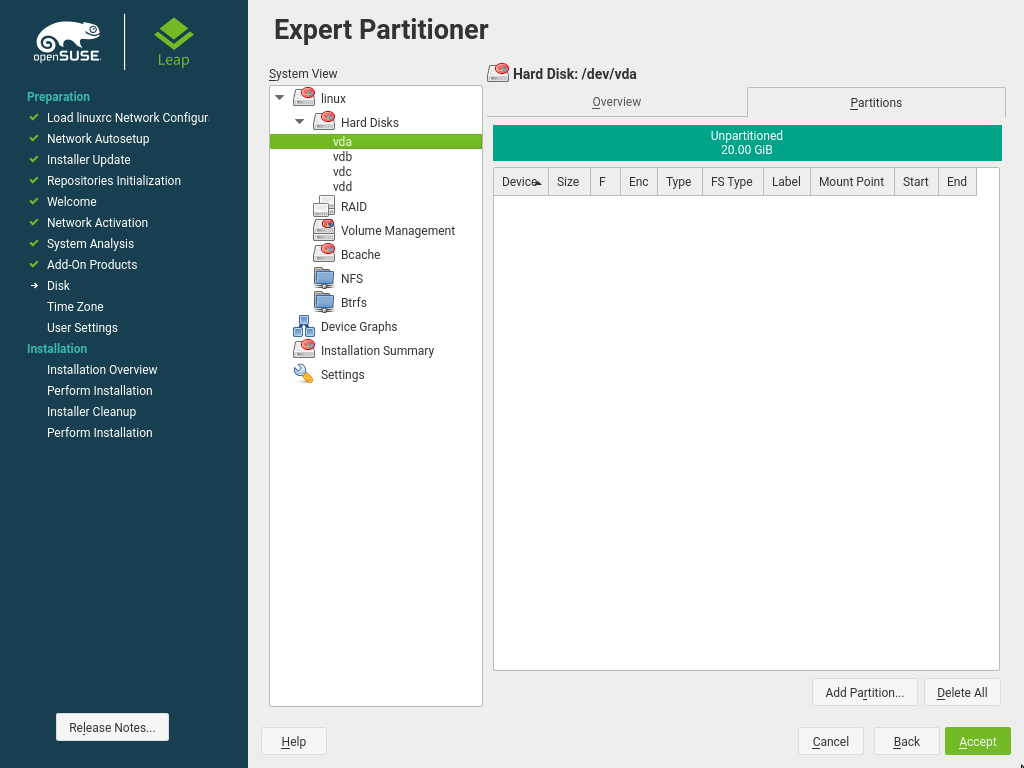 Expert Partitioner
openSUSE
Leap
Preparation
Load linuxrc Network Configur
Network Autosetup
Installer Update
Repositories Initialization
Welcome
Network Activation
System Analysis
Add-On Products
Disk
Time Zone
User Settings
Installation
Installation Overview
Perform Installation
Installer Cleanup
Perform Installation
Release Notes...
System View
linux
Hard Disks
vda
vdb
vdc
vdd
RAID
Volume Management
Bcache
NFS
Btrfs
Device Graphs
Installation Summary
Settings
Hard Disk: /dev/vda
Overview Partitions
Unpartitioned
20.00 GiB
Device Size F Enc Type FS Type Label Mount Point Start End
Add Partition... Delete All
Help Cancel Back Accept